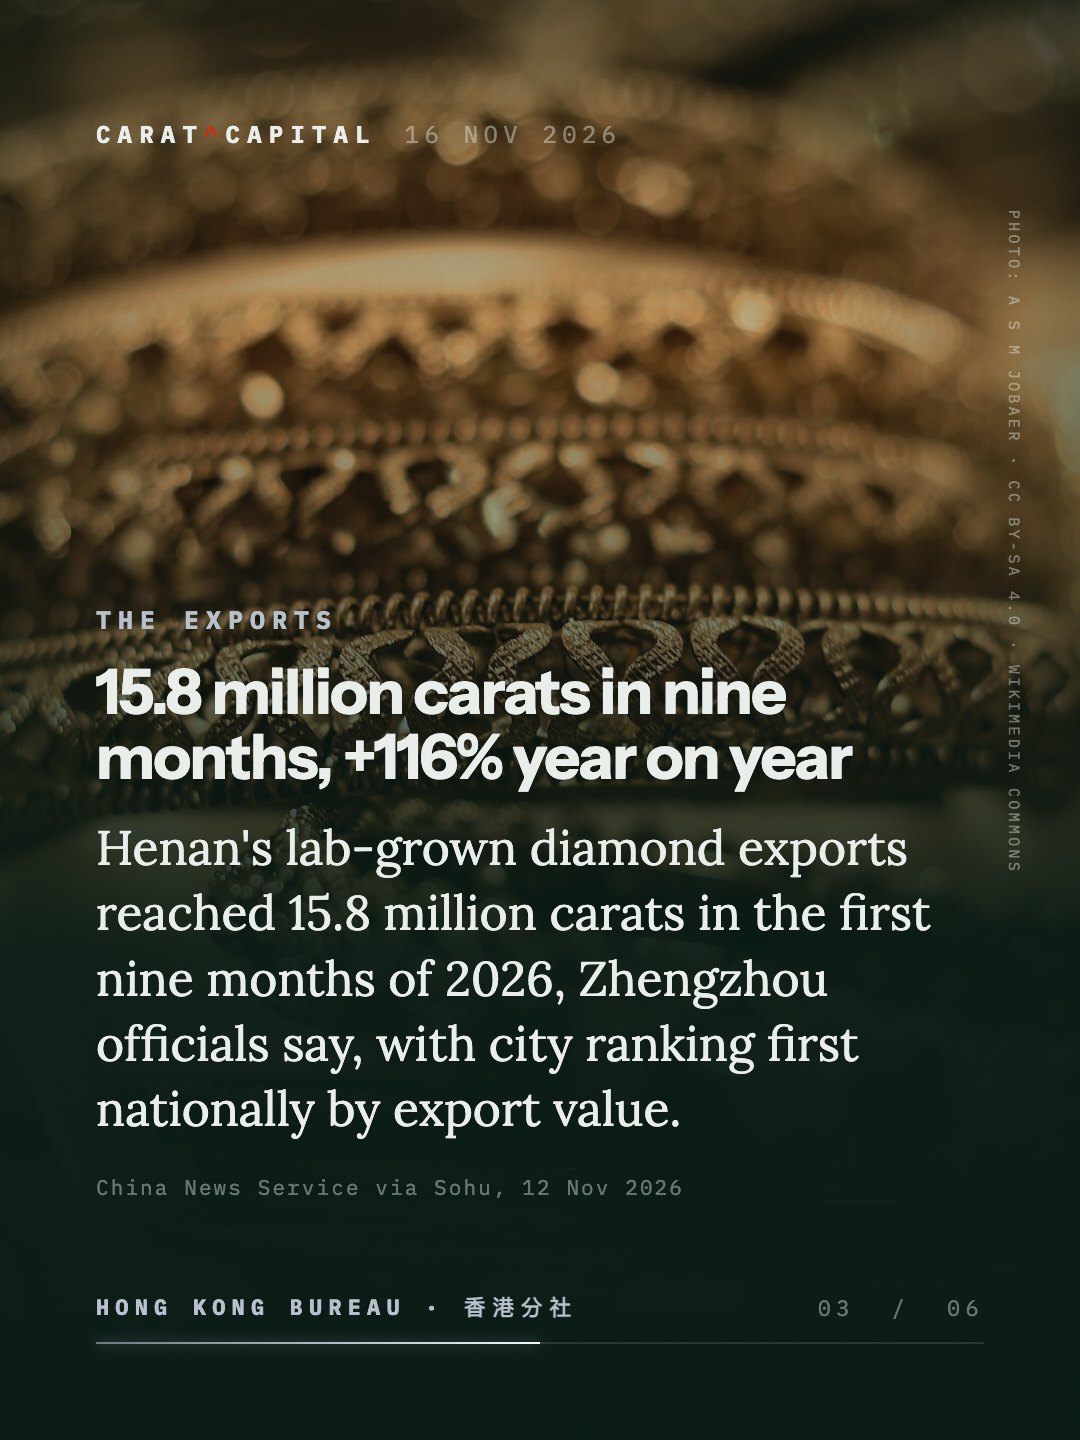 CARAT^CAPITAL 16 NOV 2026
PHOTO: A S M JOBAER · CC BY-SA 4.0 · WIKIMEDIA COMMONS
THE EXPORTS
15.8 million carats in nine
months, +116% year on year
Henan's lab-grown diamond exports
reached 15.8 million carats in the first
nine months of 2026, Zhengzhou
officials say, with city ranking first
nationally by export value.
China News Service via Sohu, 12 Nov 2026
HONG KONG BUREAU · 香港分社
03 / 06